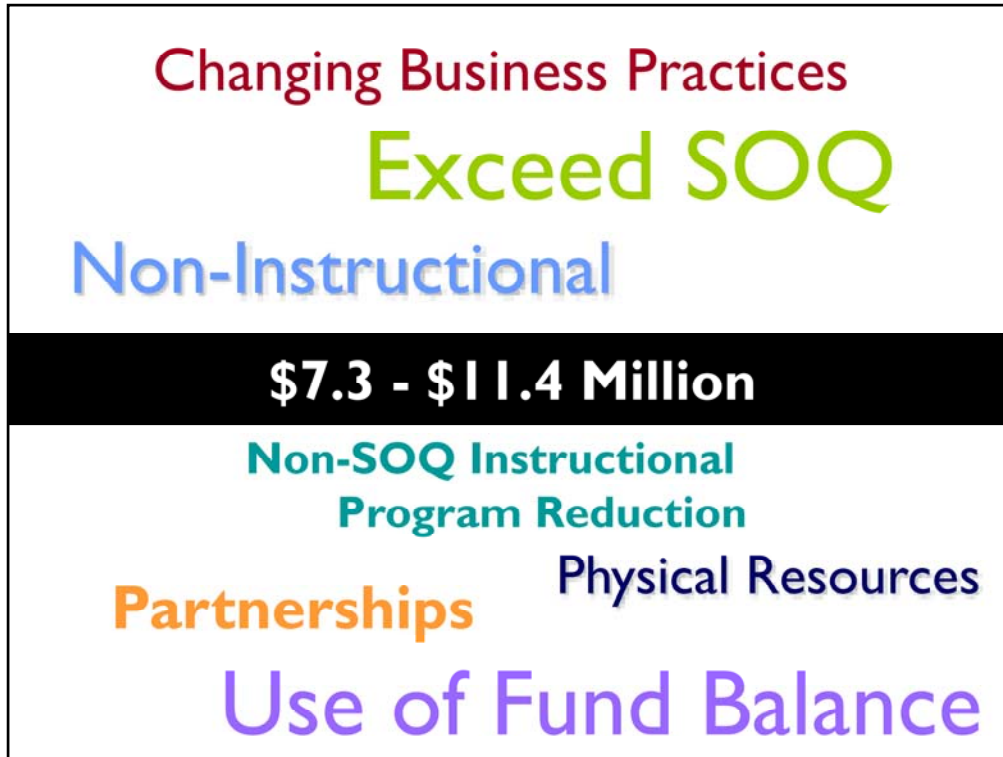 Changing Business Practices
Exceed SOQ
Non-Instructional
$7.3 - $11.4 Million
Non-SOQ Instructional
Program Reduction
Physical Resources
Partnerships
Use of Fund Balance